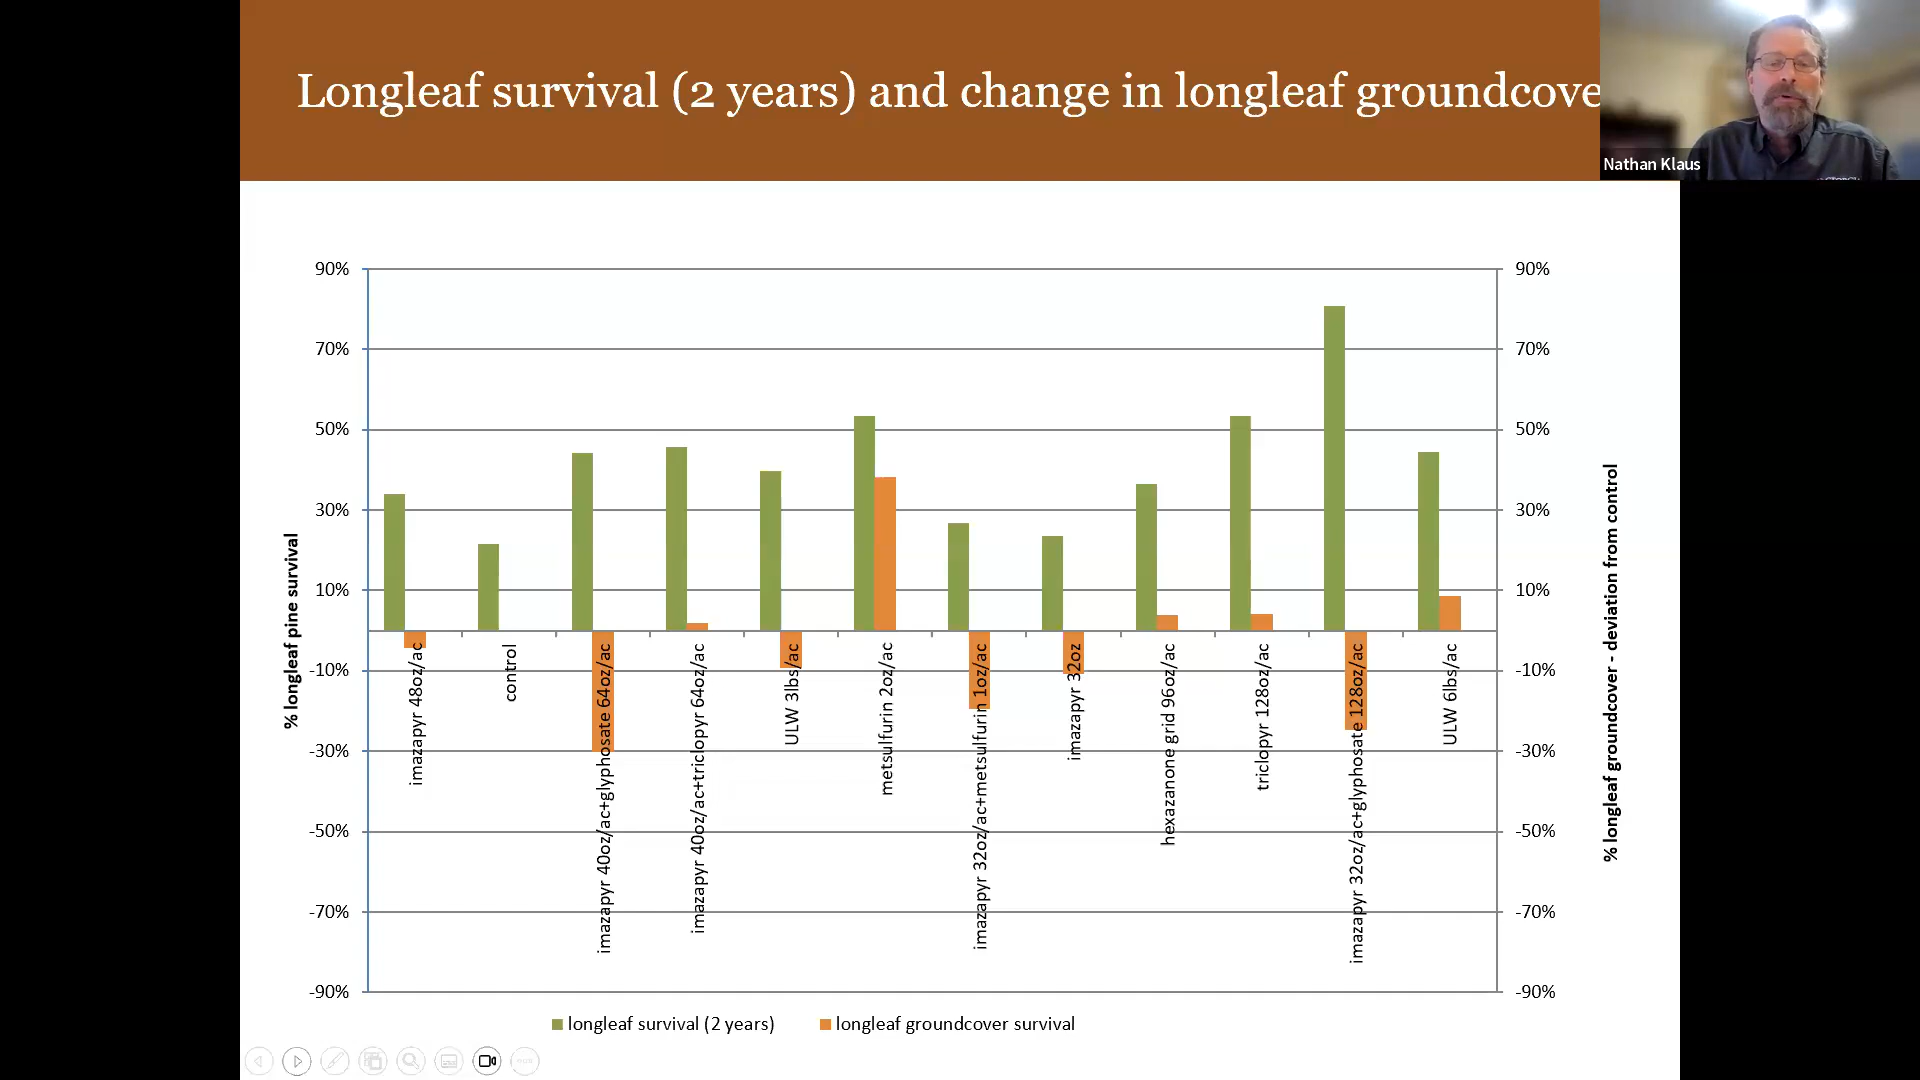 Longleaf survival (2 years) and change in longleaf groundcove
Nathan Klaus
% longleaf pine survival
90%
70%
50%
30%
10%
-10%
-30%
-50%
-70%
-90%
imazapyr 48oz/ac
control
imazapyr 40oz/ac+glyphosate 64oz/ac
imazapyr 40oz/ac+triclopyr 64oz/ac
ULW 3lbs/ac
metsulfurin 2oz/ac
imazapyr 32oz/ac+metsulfurin 1oz/ac
imazapyr 32oz
hexazanone grid 96oz/ac
triclopyr 128oz/ac
imazapyr 32oz/ac+glyphosate 128oz/ac
ULW 6lbs/ac
90%
70%
50%
30%
10%
-10%
-30%
-50%
-70%
-90%
% longleaf groundcover - deviation from control
longleaf survival (2 years)
longleaf groundcover survival